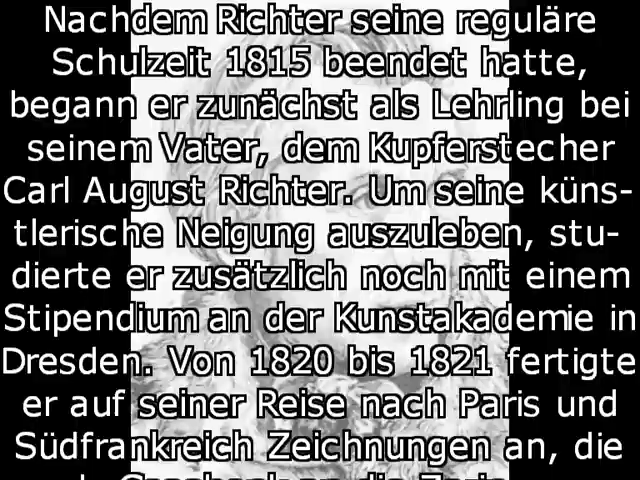 Nachdem Richter seine reguläre
Schulzeit 1815 beendet hatte,
begann er zunächst als Lehrling bei
seinem Vater, dem Kupferstecher
Carl August Richter. Um seine küns-
tlerische Neigung auszuleben, stu-
dierte er zusätzlich noch mit einem
Stipendium an der Kunstakademie in
Dresden. Von 1820 bis 1821 fertigte
er auf seiner Reise nach Paris und
Südfrankreich Zeichnungen an, die